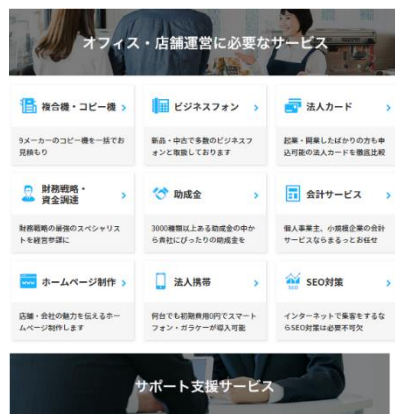 オフィス・店舗運営に必要なサービス
複合機・コピー機
ビジネスフォン
法人カード
9メーカーのコピー機を一括でお
見積もり
新品・中古で多数のビジネスフ
ォンと取扱しております
起業・開業したばかりの方も申
込可能の法人カードを徹底比較
財務戦略・
資金調達
助成金
会計サービス
財務戦略の最強のスペシャリス
トを経営参謀に
3000種類以上ある助成金の中か
ら貴社にぴったりの助成金を
個人事業主、小規模企業の会計
サービスならまるっとお任せ
ホームページ制作
法人携帯
SEO対策
店舗・会社の魅力を伝えるホー
ムページ制作します
何台でも初期費用0円でスマート
フォン・ガラケーが導入可能
インターネットで集客をするな
らSEO対策は必要不可欠
サポート支援サービス